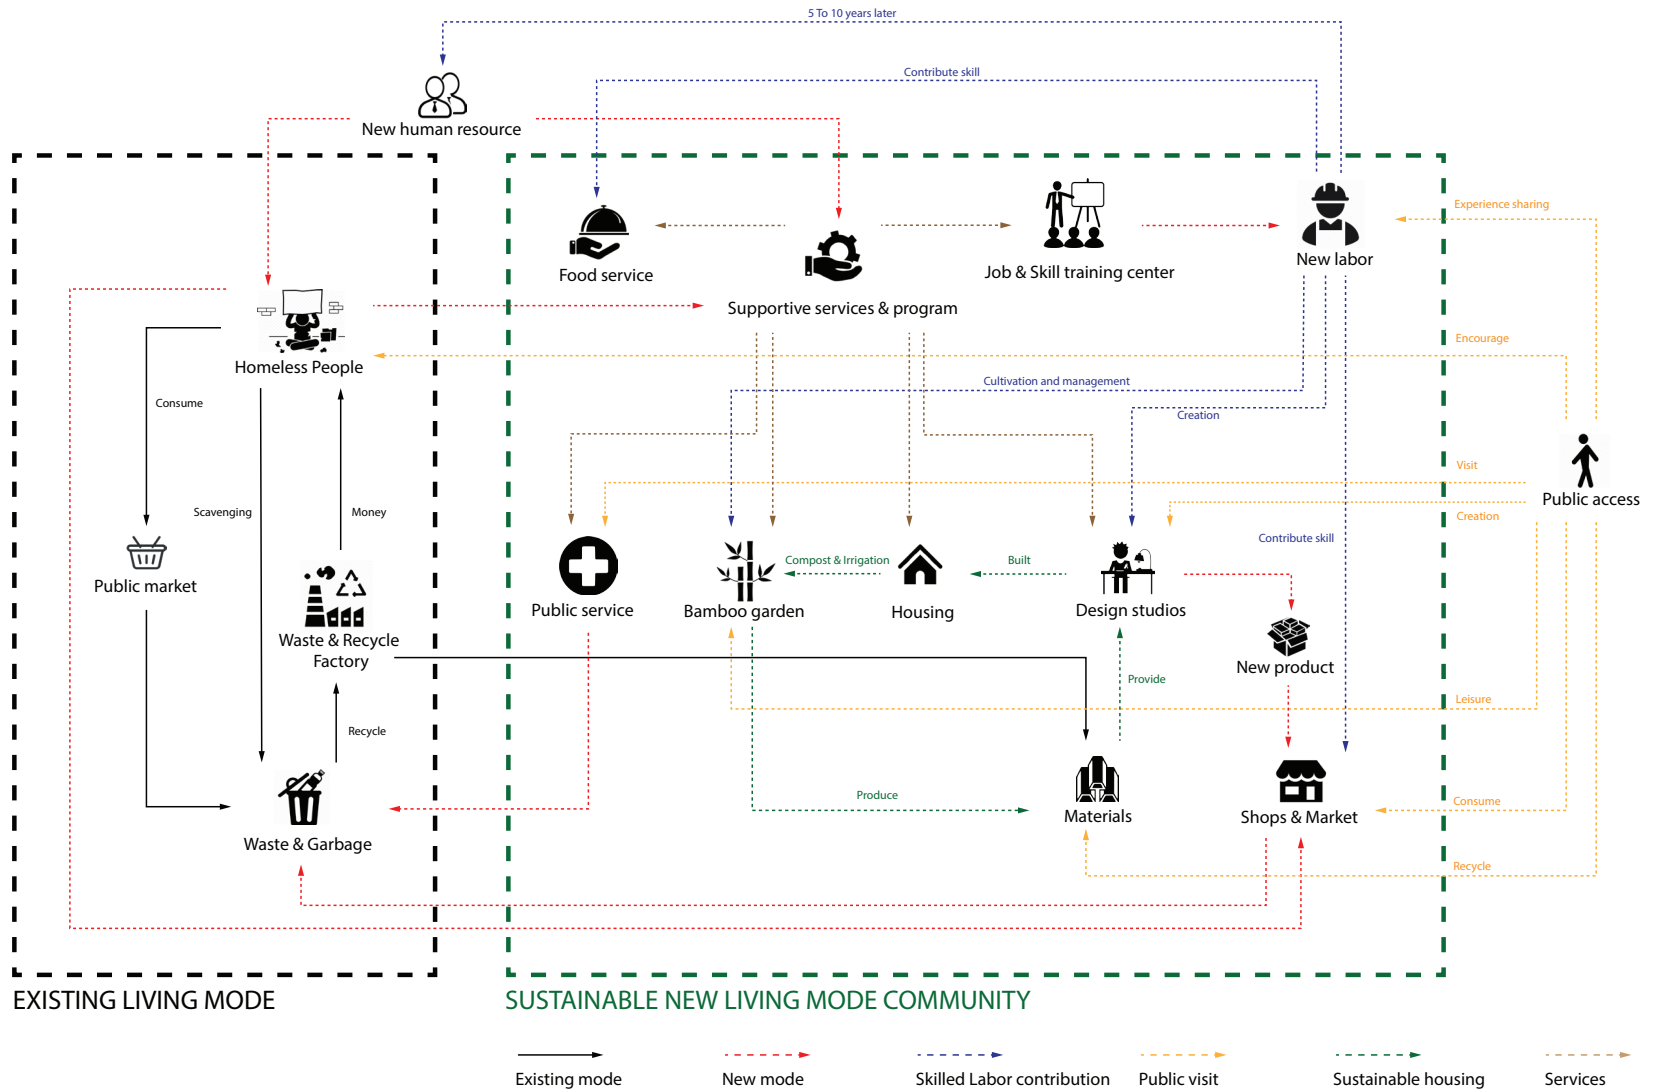 5 To 10 years later
Contribute skill
New human resource
Experience sharing
Food service
Job & Skill training center
New labor
Supportive services & program
Encourage
Homeless People
Cultivation and management
Consume
Creation
Visit
Public access
Scavenging
Money
Creation
Contribute skill
Public market
Compost & Irrigation
Built
Public service
Bamboo garden
Housing
Design studios
Waste & Recycle
Factory
New product
Provide
Leisure
Recycle
Produce
Consume
Materials
Shops & Market
Waste & Garbage
Recycle
EXISTING LIVING MODE
SUSTAINABLE NEW LIVING MODE COMMUNITY
Existing mode
New mode
Skilled Labor contribution
Public visit
Sustainable housing
Services